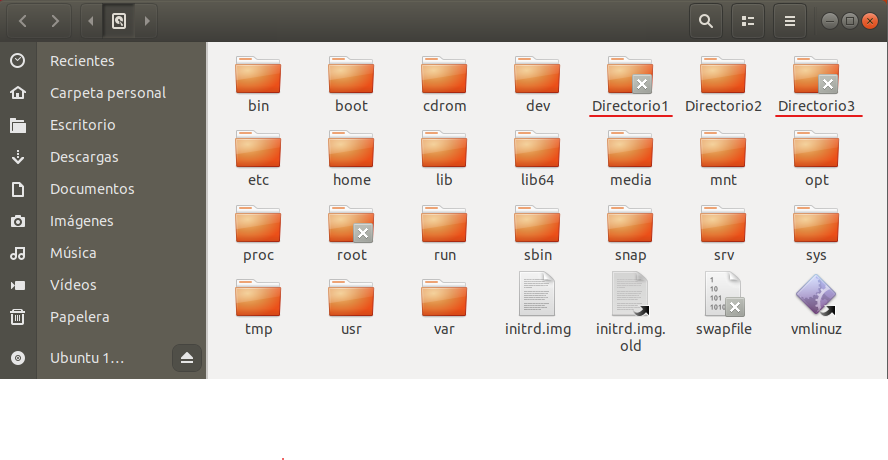 Recientes
Carpeta personal
Escritorio
Descargas
Documentos
Imágenes
Música
Vídeos
Papelera
Ubuntu 1…
bin boot cdrom dev Directorio1 Directorio2 Directorio3
etc home lib lib64 media mnt opt
proc root run sbin snap srv sys
tmp usr var initrd.img initrd.img. swapfile vmlinuz
old